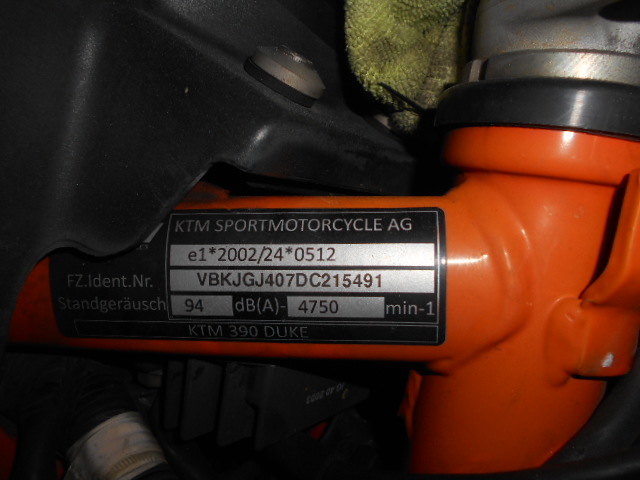 KTM SPORTMOTORCYCLE AG
e1*2002/24*0512
FZ.Ident.Nr. VBKJGJ407DC215491
Standgeräusch 94 dB(A)- 4750 min-1
KTM 390 DUKE